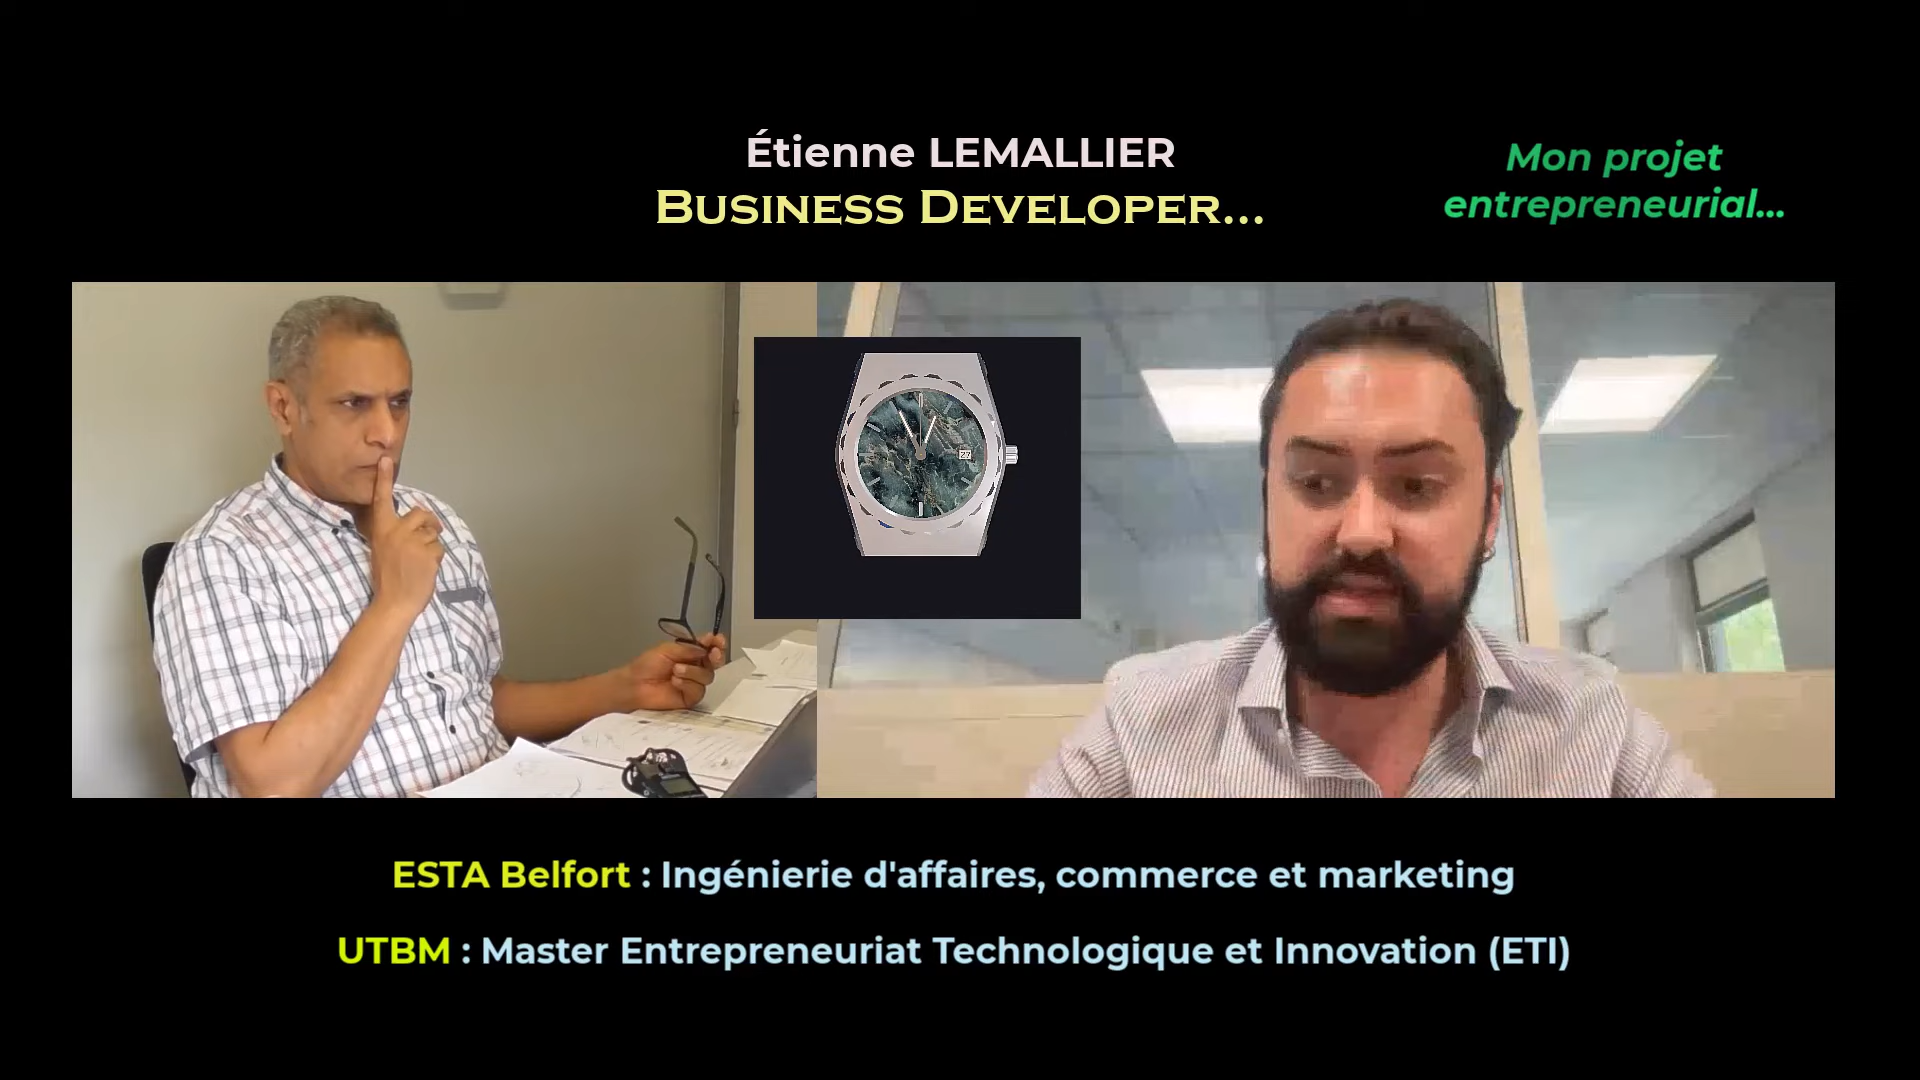 Étienne LEMALLIER
BUSINESS DEVELOPER...
Mon projet
entrepreneurial...
27
ESTA Belfort : Ingénierie d'affaires, commerce et marketing
UTBM : Master Entrepreneuriat Technologique et Innovation (ETI)